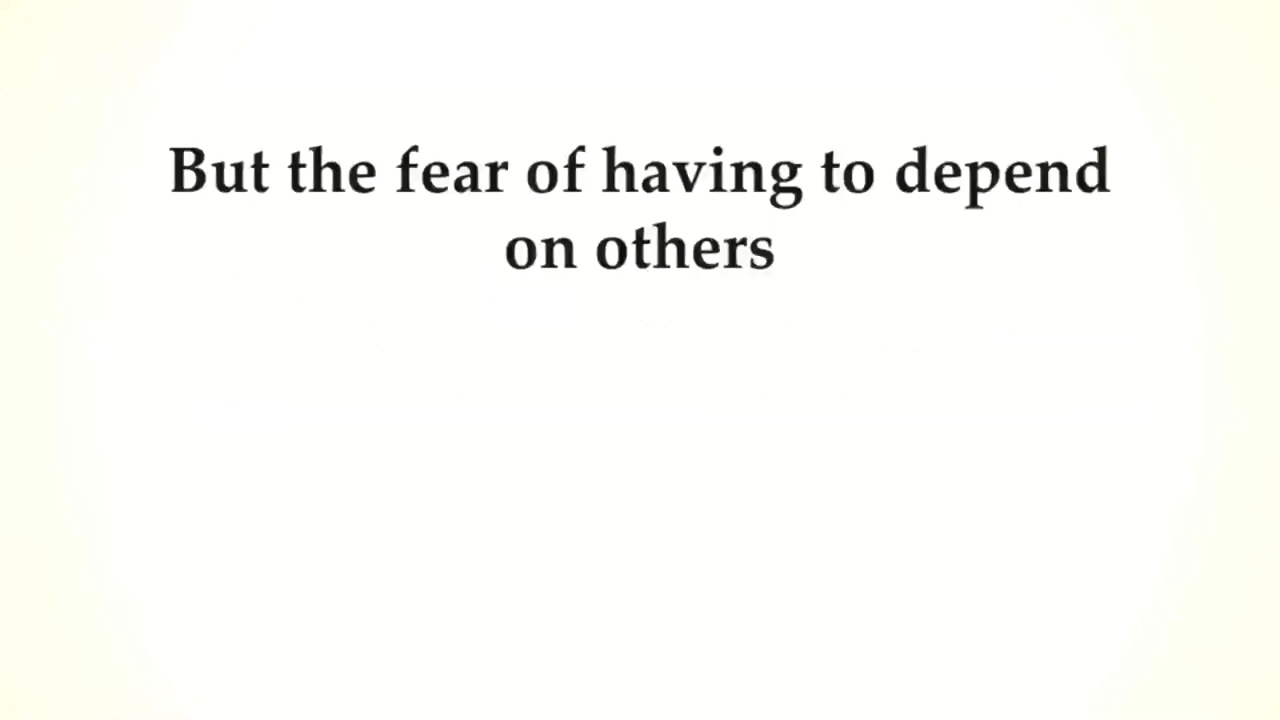 But the fear of having to depend
on others